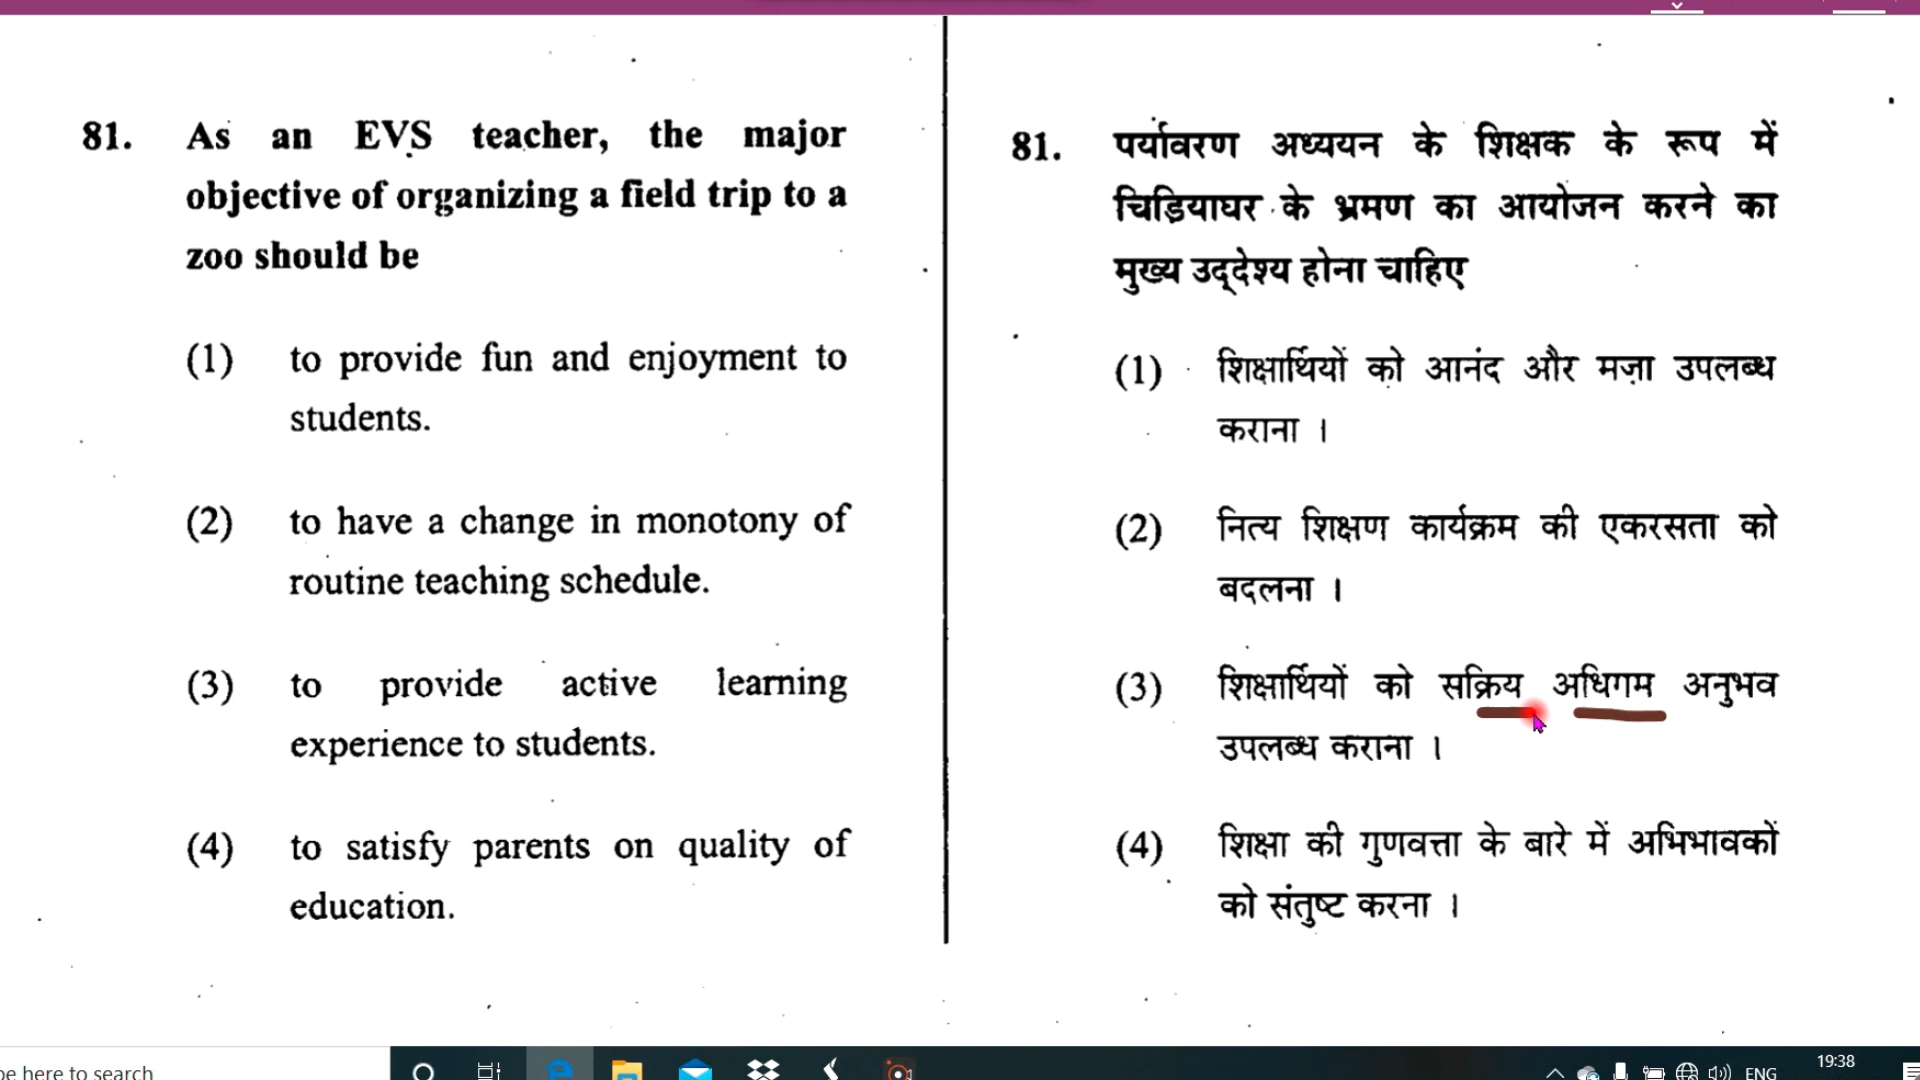 81. As an EVS teacher, the major
objective of organizing a field trip to a
zoo should be
(1) to provide fun and enjoyment to
students.
(2) to have a change in monotony of
routine teaching schedule.
(3) to provide active learning
experience to students.
(4) to satisfy parents on quality of
education.
81. पर्यावरण अध्ययन के शिक्षक के रूप में
चिड़ियाघर के भ्रमण का आयोजन करने का
मुख्य उद्देश्य होना चाहिए
(1) शिक्षार्थियों को आनंद और मज़ा उपलब्ध
कराना ।
(2) नित्य शिक्षण कार्यक्रम की एकरसता को
बदलना ।
(3) शिक्षार्थियों को सक्रिय अधिगम अनुभव
उपलब्ध कराना ।
(4) शिक्षा की गुणवत्ता के बारे में अभिभावकों
को संतुष्ट करना ।
pe here to search
ENG
19:38